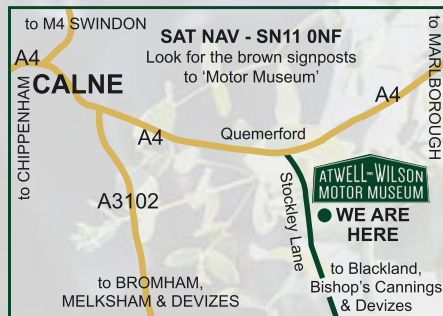 to M4 SWINDON
SAT NAV - SN11 0NF
Look for the brown signposts
to ‘Motor Museum’
to MARLBOROUGH
A4
CALNE
to CHIPPENHAM
A4
A4
Quemerford
A3102
Stockley Lane
ATWELL-WILSON
MOTOR MUSEUM
WE ARE
HERE
to BROMHAM,
MELKSHAM & DEVIZES
to Blackland,
Bishop's Cannings
& Devizes